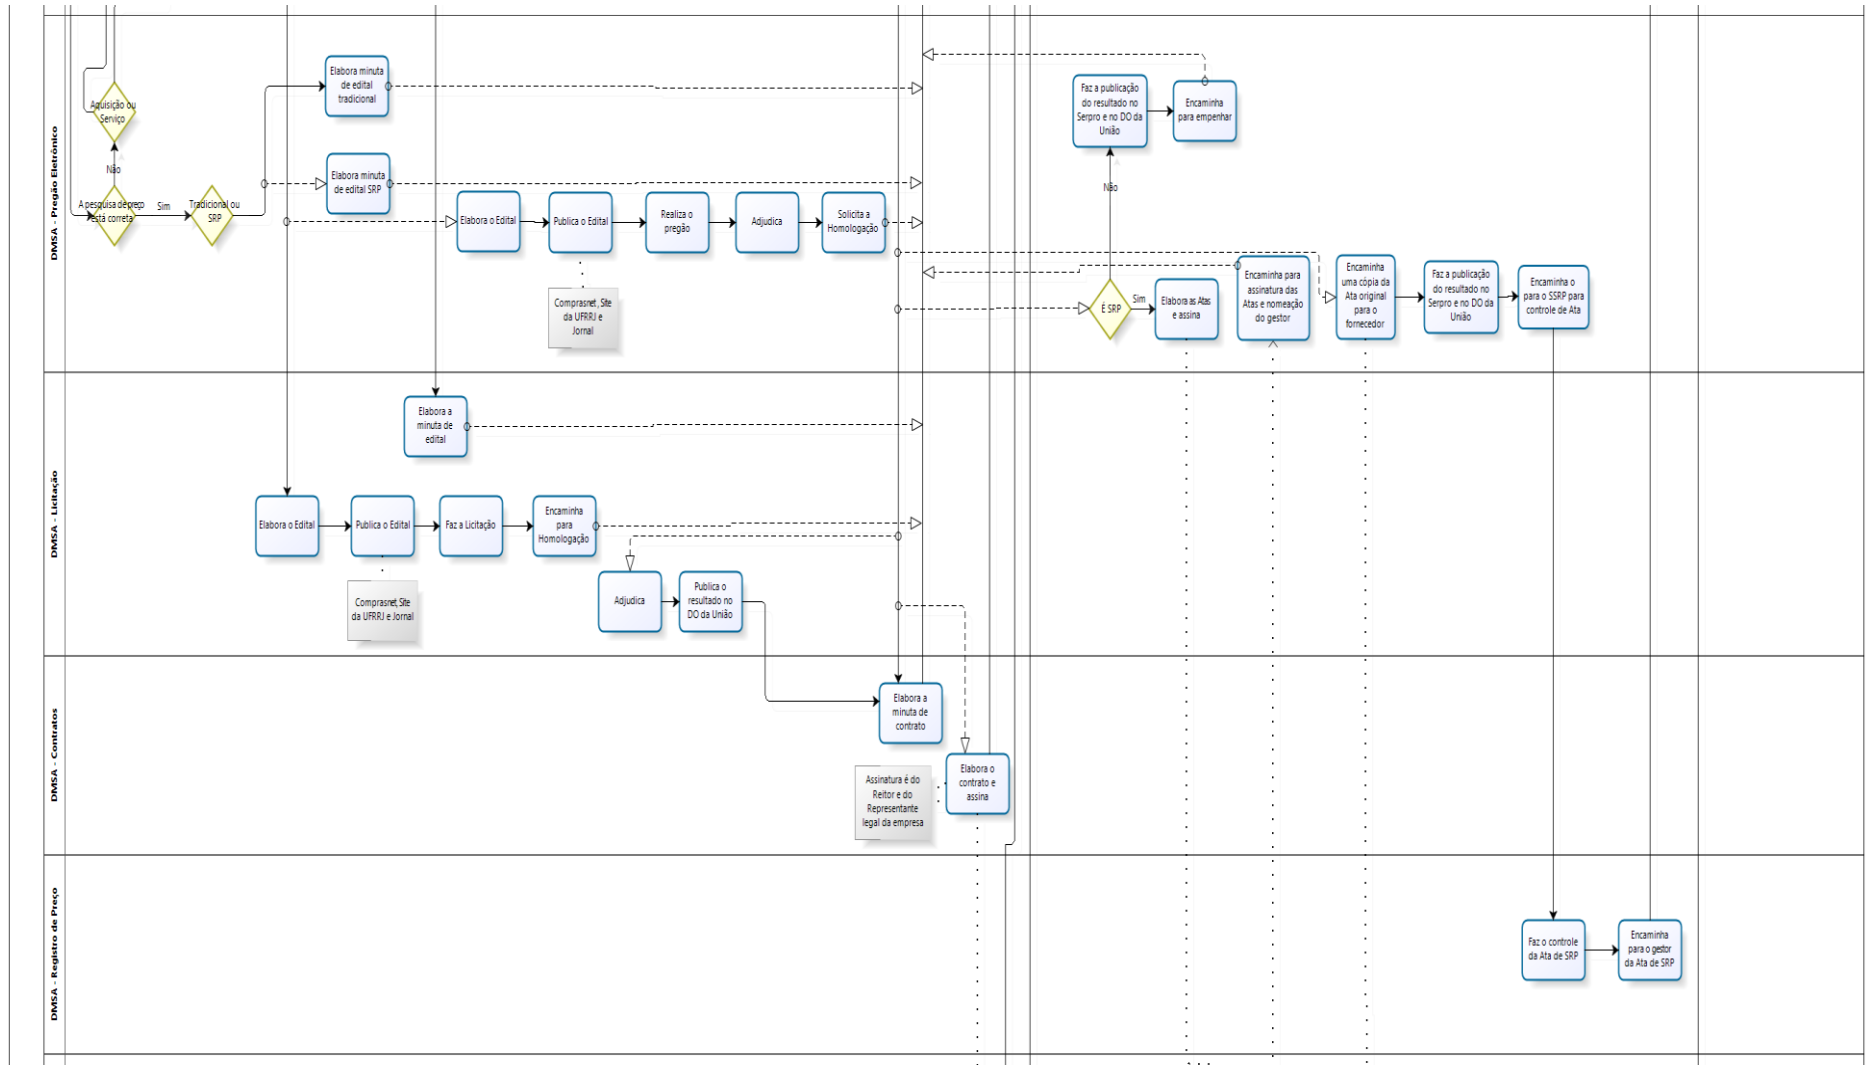 DMSA - Pregão Eletrônico
Aquisição ou
Serviço
Não
A pesquisa de preço
está correta
Sim
Tradicional ou
SRP
Elabora minuta
de edital
tradicional
Elabora minuta
de edital SRP
Elabora o Edital
Publica o Edital
Realiza o
pregão
Adjudica
Solicita a
Homologação
Comprasnet, Site
da UFRRJ e
Jornal
Faz a publicação
do resultado no
Serpro e no DO da
União
Encaminha
para empenhar
Não
É SRP
Sim
Elabora as Atas
e assina
Encaminha para
assinatura das
Atas e nomeação
do gestor
Encaminha
uma cópia da
Ata original
para o
fornecedor
Faz a publicação
do resultado no
Serpro e no DO da
União
Encaminha o
para o SSRP para
controle de Ata
DMSA - Licitação
Elabora a
minuta de
edital
Elabora o Edital
Publica o Edital
Faz a Licitação
Encaminha
para
Homologação
Comprasnet, Site
da UFRRJ e Jornal
Adjudica
Publica o
resultado no
DO da União
DMSA - Contratos
Elabora a
minuta de
contrato
Assinatura é do
Reitor e do
Representante
legal da empresa
Elabora o
contrato e
assina
DMSA - Registro de Preço
Faz o controle
da Ata de SRP
Encaminha
para o gestor
da Ata de SRP